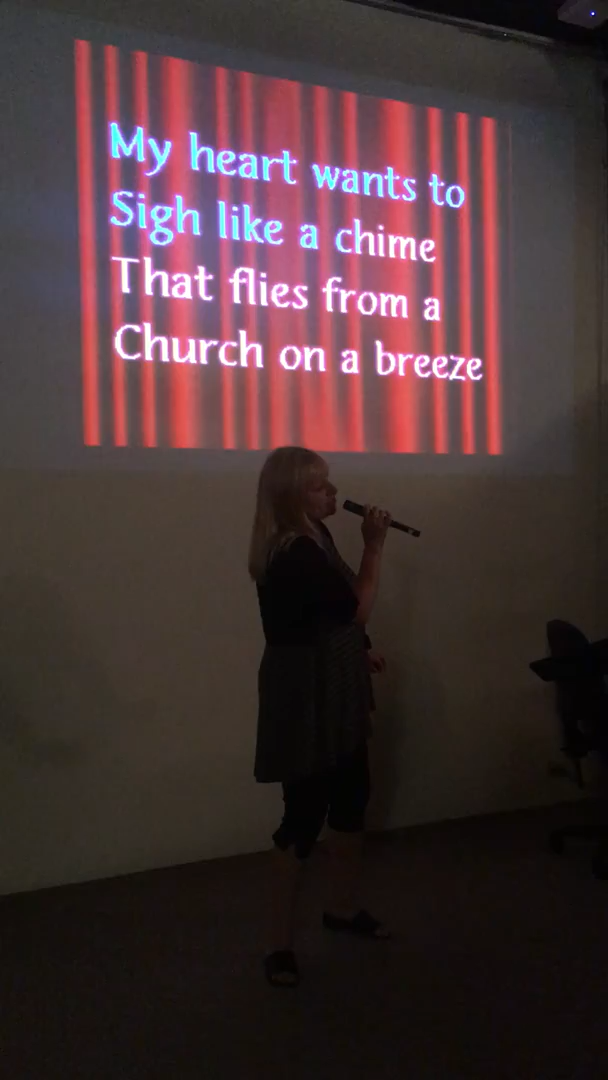 My heart wants to
Sigh like a chime
That flies from a
Church on a breeze